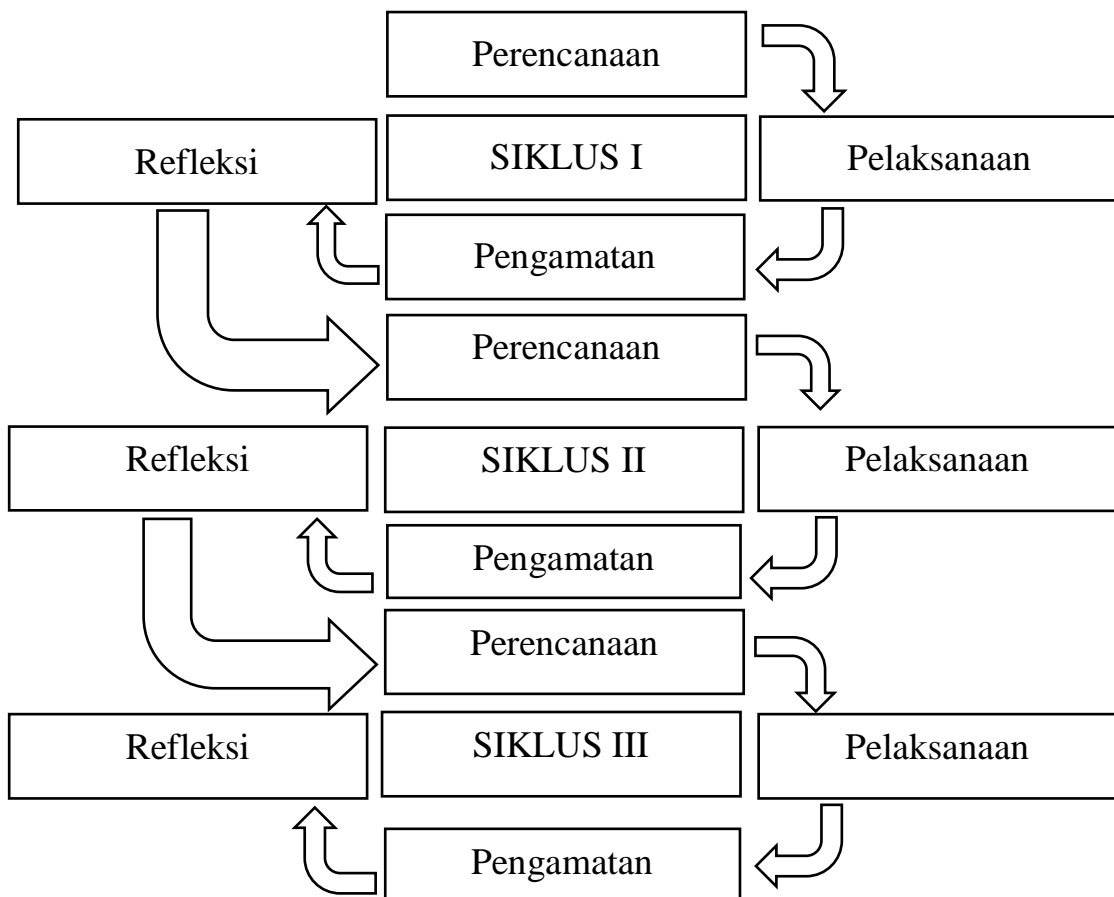 Perencanaan
Refleksi
SIKLUS I
Pelaksanaan
Pengamatan
Perencanaan
Refleksi
SIKLUS II
Pelaksanaan
Pengamatan
Perencanaan
Refleksi
SIKLUS III
Pelaksanaan
Pengamatan